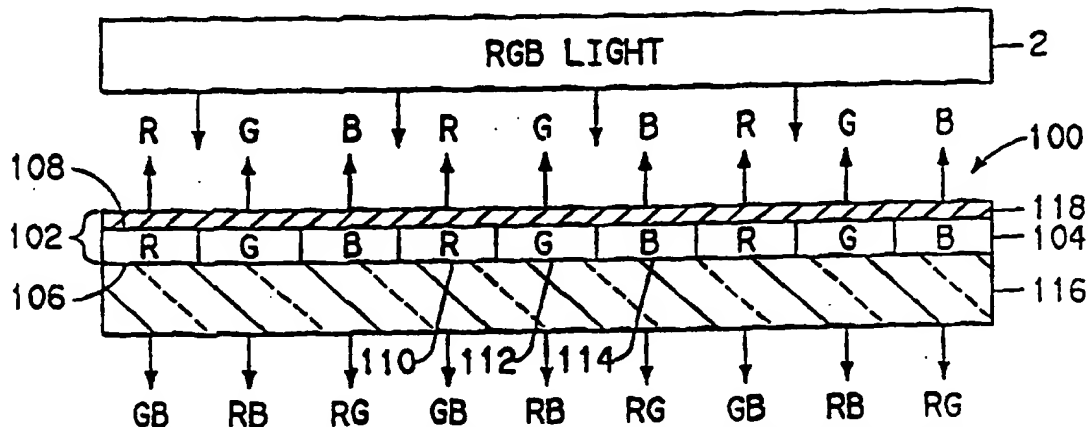 RGB LIGHT 2
R G B R G B R G B
100
108
118
102
R G B R G B R G B 104
106
116
110 112 114
GB RB RG GB RB RG GB RB RG